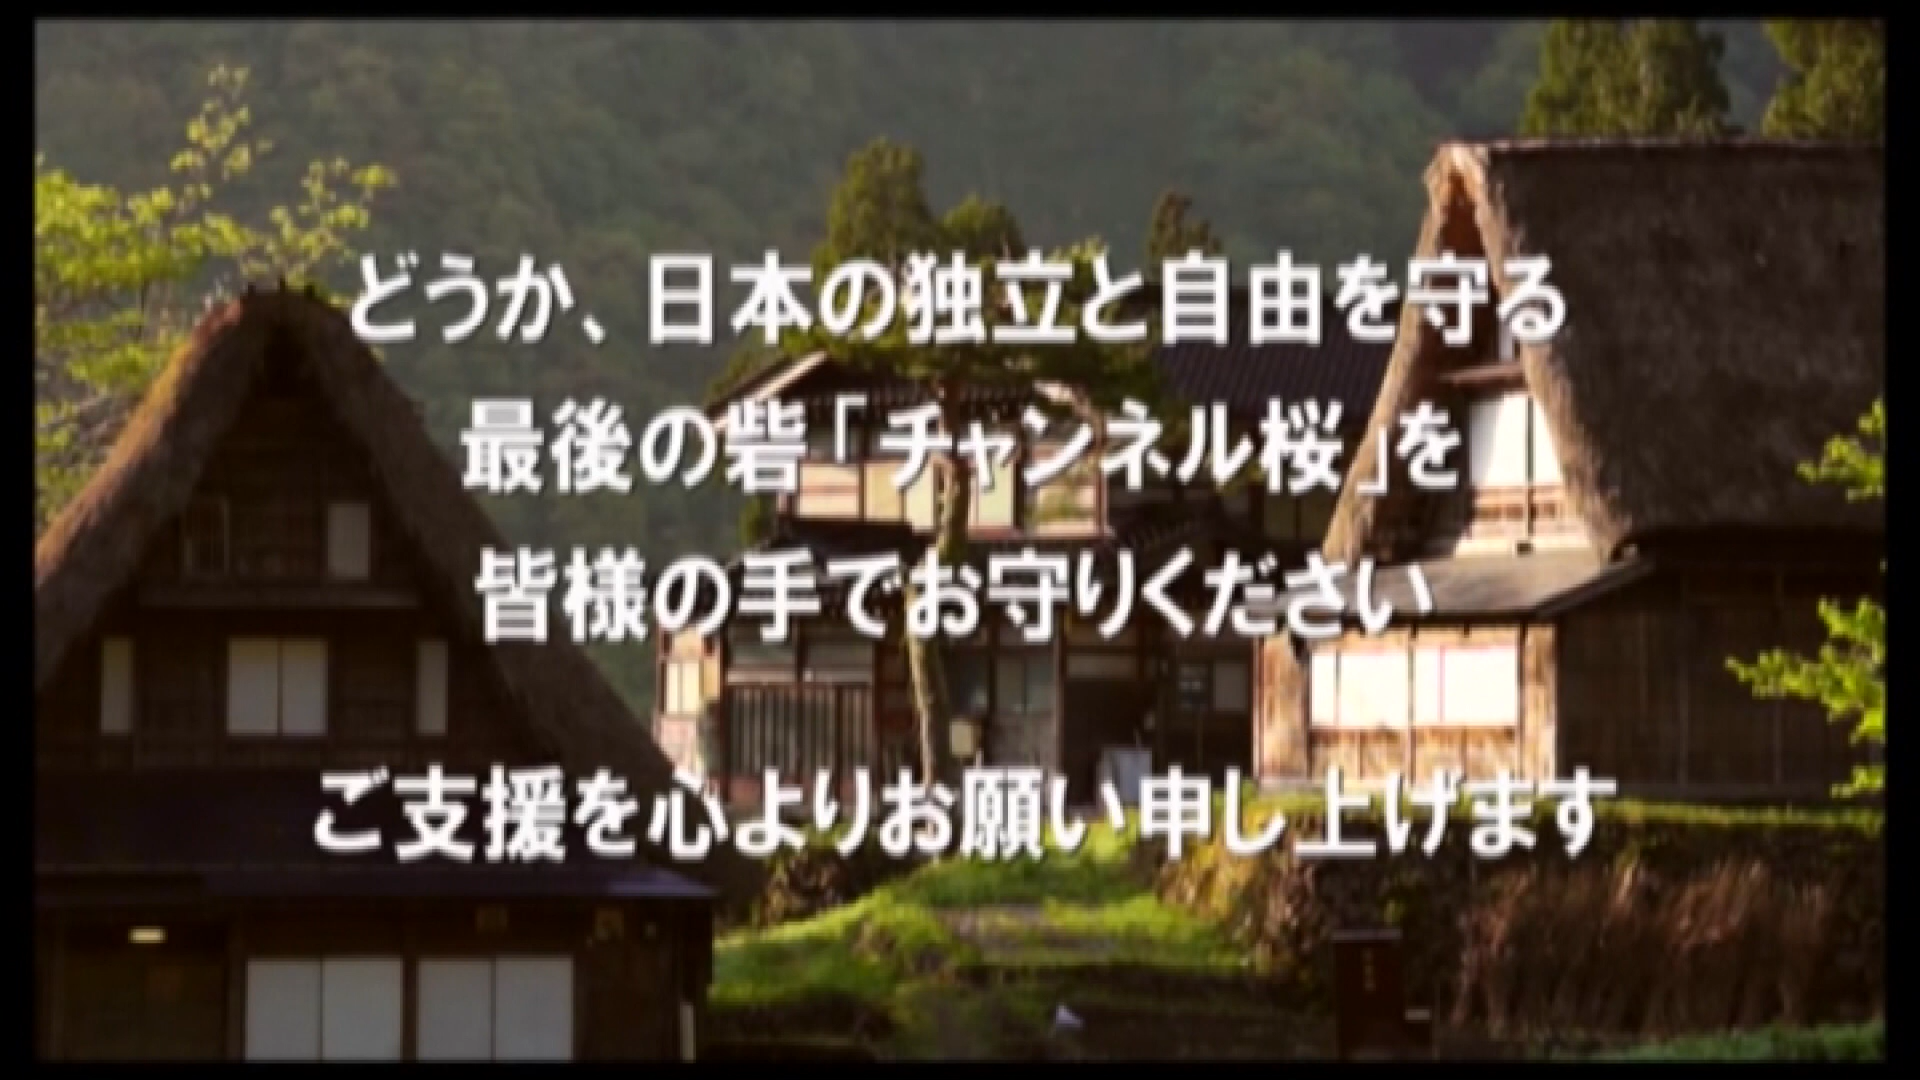 どうか、日本の独立と自由を守る
最後の砦「チャンネル桜」を
皆様の手でお守りください
ご支援を心よりお願い申し上げます